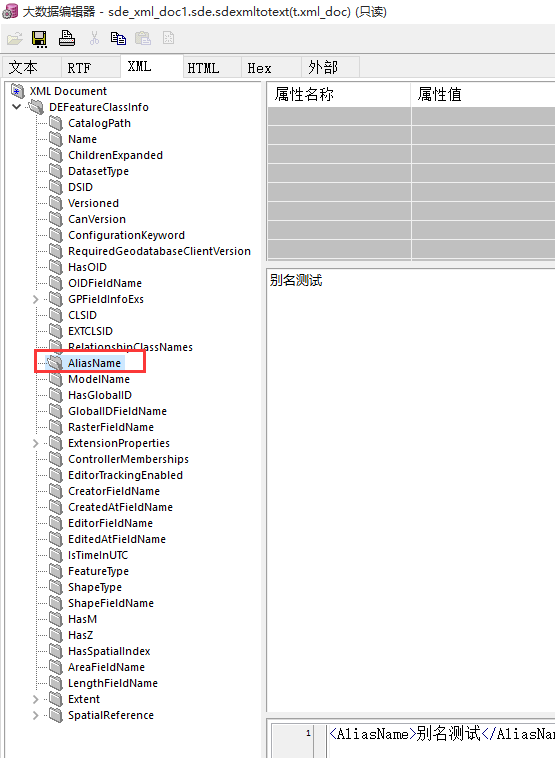 大数据编辑器 - sde_xml_doc1.sde.sdexmltotext(t.xml_doc) (只读)
文本 RTF XML HTML Hex 外部
XML Document
DEFeatureClassInfo
CatalogPath
Name
ChildrenExpanded
DatasetType
DSID
Versioned
CanVersion
ConfigurationKeyword
RequiredGeodatabaseClientVersion
HasOID
OIDFieldName
GPFieldInfoExs
CLSID
EXTCLSID
RelationshipClassNames
AliasName
ModelName
HasGlobalID
GlobalIDFieldName
RasterFieldName
ExtensionProperties
ControllerMemberships
EditorTrackingEnabled
CreatorFieldName
CreatedAtFieldName
EditorFieldName
EditedAtFieldName
IsTimeInUTC
FeatureType
ShapeType
ShapeFieldName
HasM
HasZ
HasSpatialIndex
AreaFieldName
LengthFieldName
Extent
SpatialReference
属性名称 属性值
别名测试
1 <AliasName>别名测试</AliasNam